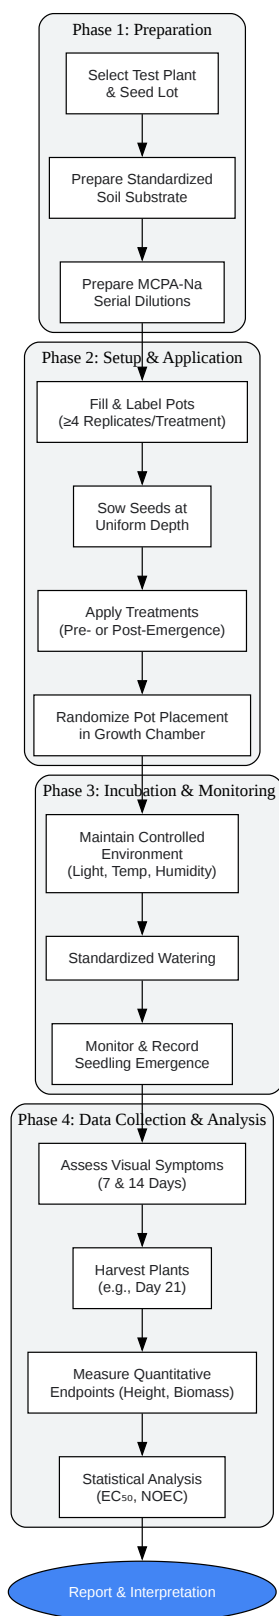 Phase 1: Preparation
Select Test Plant
& Seed Lot
Prepare Standardized
Soil Substrate
Prepare MCPA-Na
Serial Dilutions
Phase 2: Setup & Application
Fill & Label Pots
(≥4 Replicates/Treatment)
Sow Seeds at
Uniform Depth
Apply Treatments
(Pre- or Post-Emergence)
Randomize Pot Placement
in Growth Chamber
Phase 3: Incubation & Monitoring
Maintain Controlled
Environment
(Light, Temp, Humidity)
Standardized Watering
Monitor & Record
Seedling Emergence
Phase 4: Data Collection & Analysis
Assess Visual Symptoms
(7 & 14 Days)
Harvest Plants
(e.g., Day 21)
Measure Quantitative
Endpoints (Height, Biomass)
Statistical Analysis
(EC₅₀, NOEC)
Report & Interpretation